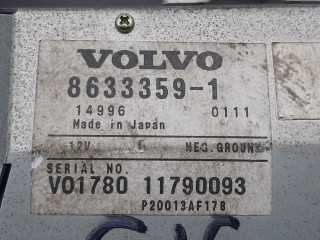 VOLVO
8633359-1
14996 0111
Made in Japan
12V NEG.GROUND
SERIAL NO.
V01780 11790093
P20013AF178